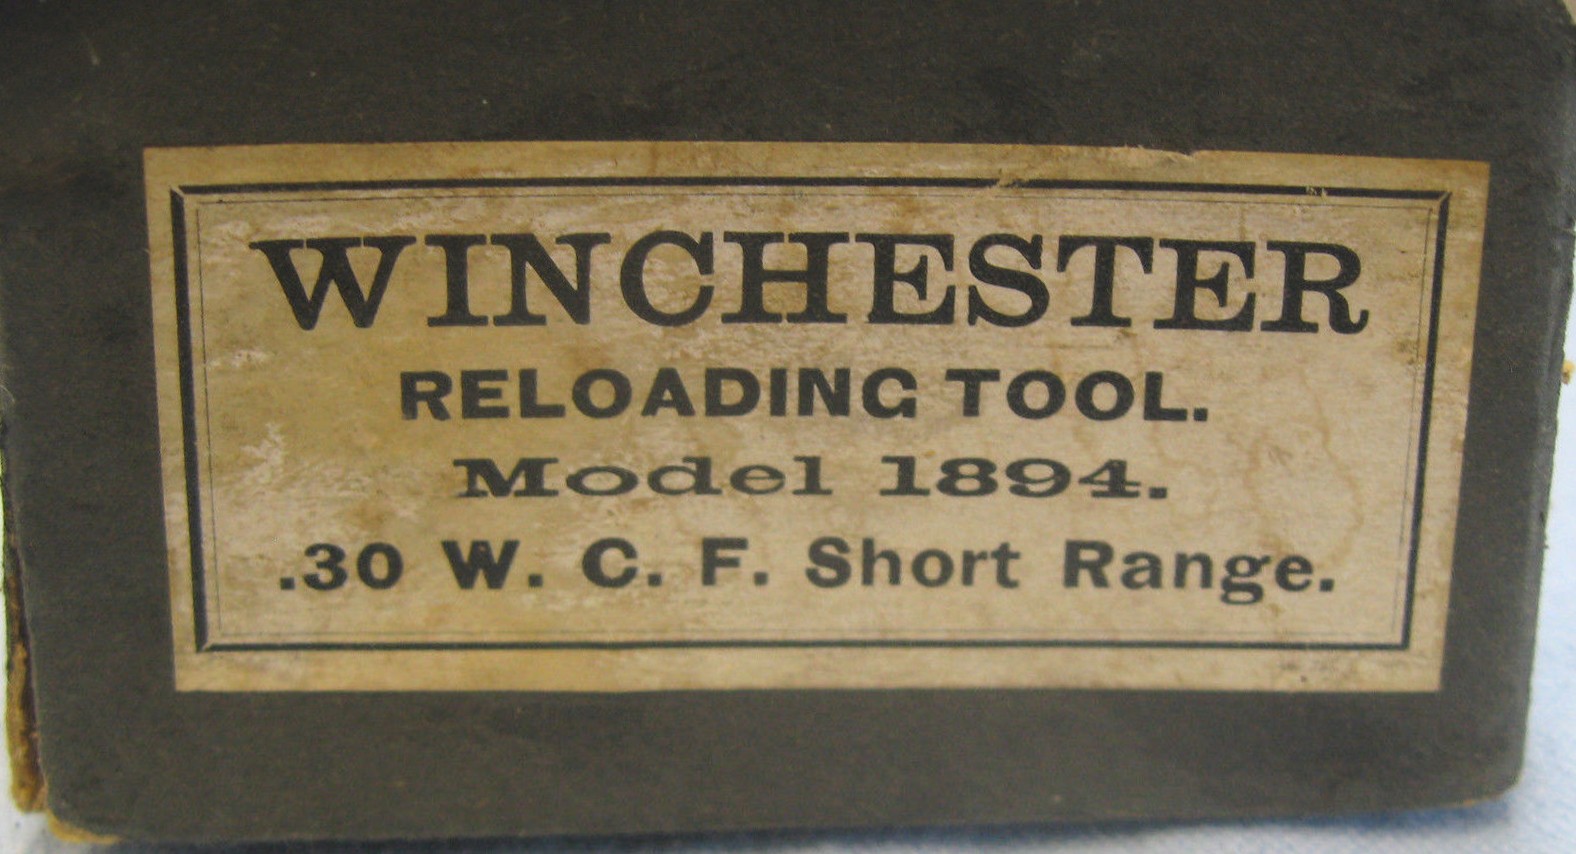 WINCHESTER
RELOADING TOOL.
Model 1894.
.30 W. C. F. Short Range.